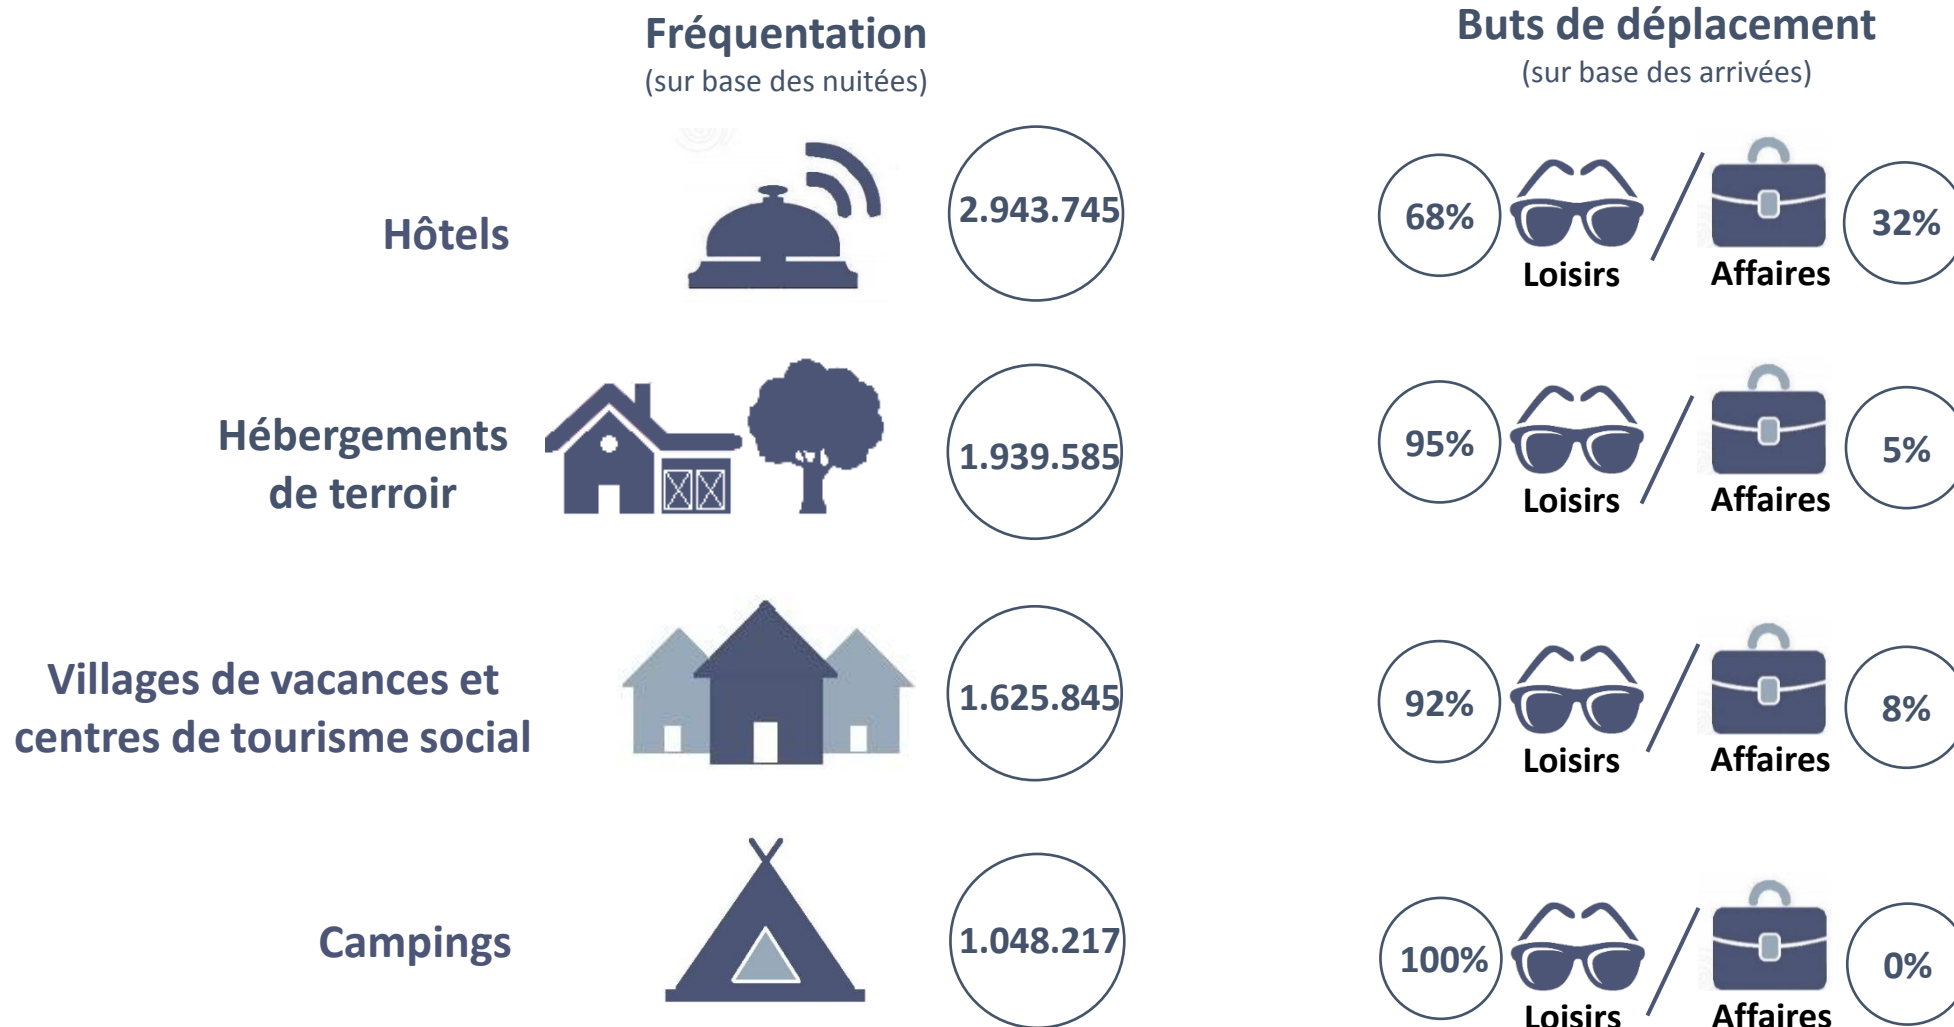 Fréquentation
(sur base des nuitées)
Buts de déplacement
(sur base des arrivées)
Hôtels
2.943.745
68%
Loisirs
Affaires
32%
Hébergements
de terroir
1.939.585
95%
Loisirs
Affaires
5%
Villages de vacances et
centres de tourisme social
1.625.845
92%
Loisirs
Affaires
8%
Campings
1.048.217
100%
Loisirs
Affaires
0%